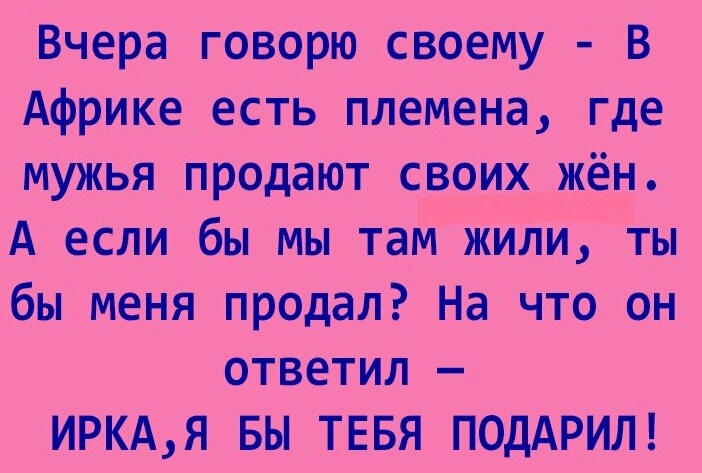 Вчера говорю своему - В
Африке есть племена, где
мужья продают своих жён.
А если бы мы там жили, ты
бы меня продал? На что он
ответил —
ИРКА,Я БЫ ТЕБЯ ПОДАРИЛ!